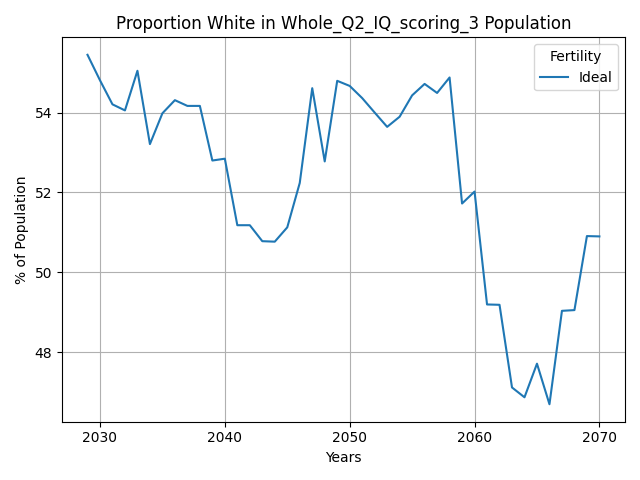 Proportion White in Whole_Q2_IQ_scoring_3 Population
Fertility
Ideal
% of Population
54
52
50
48
2030 2040 2050 2060 2070
Years